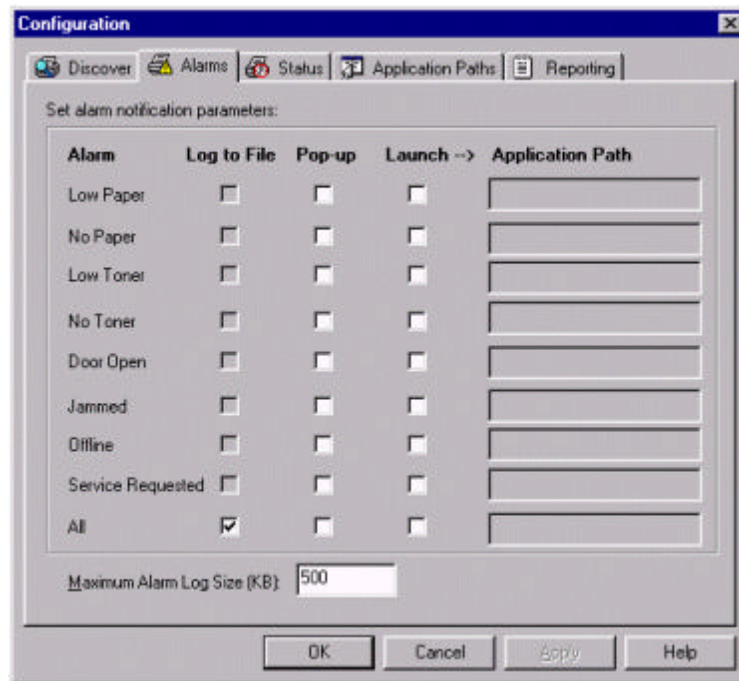 Configuration
Discover Alarms Status Application Paths Reporting
Set alarm notification parameters:
Alarm Log to File Pop-up Launch --> Application Path
Low Paper
No Paper
Low Toner
No Toner
Door Open
Jammed
Offline
Service Requested
All
Maximum Alarm Log Size (KB): 500
OK Cancel Apply Help